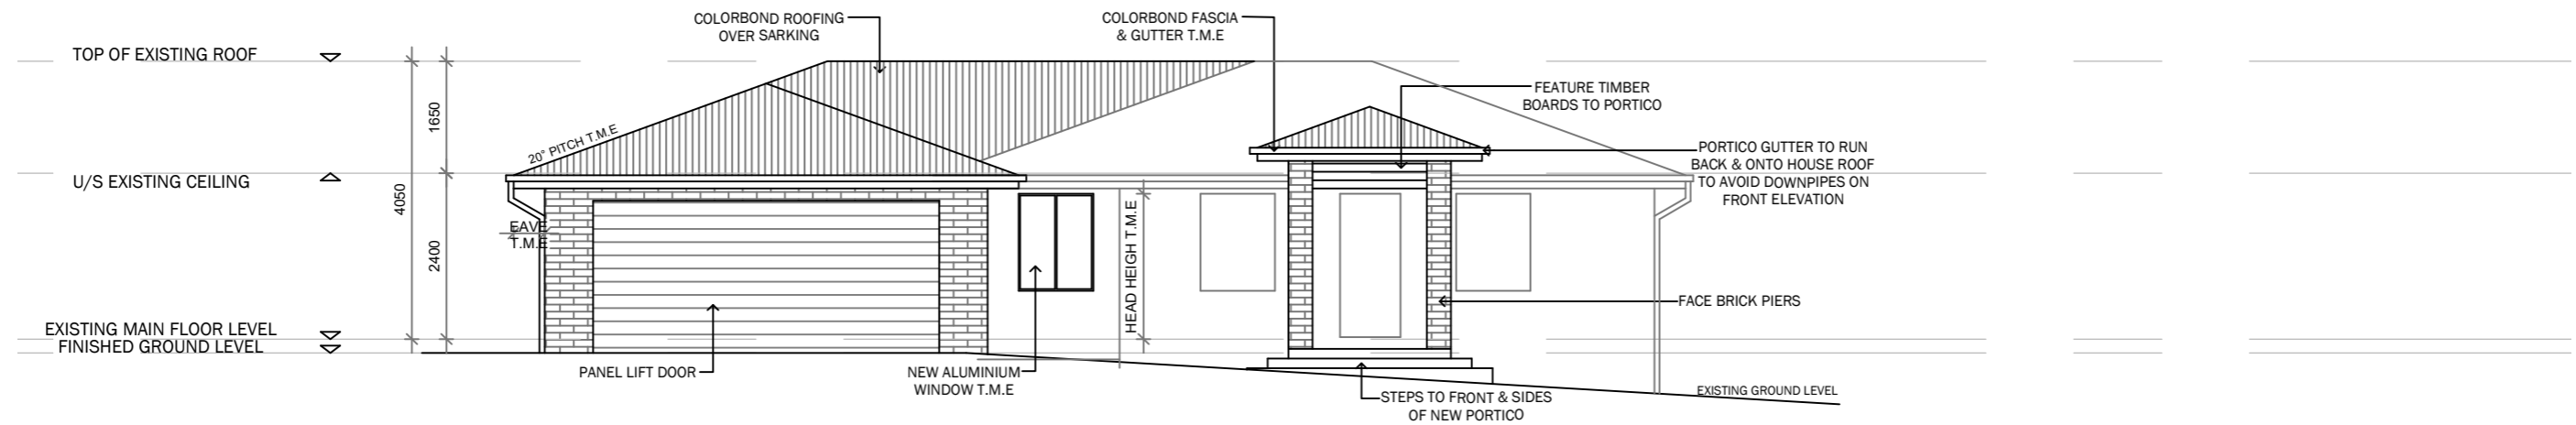 COLORBOND ROOFING
OVER SARKING
COLORBOND FASCIA
& GUTTER T.M.E
TOP OF EXISTING ROOF
FEATURE TIMBER
BOARDS TO PORTICO
1650
20° PITCH T.M.E
PORTICO GUTTER TO RUN
BACK & ONTO HOUSE ROOF
TO AVOID DOWNPIPES ON
FRONT ELEVATION
U/S EXISTING CEILING
4050
2400
EAVE
T.M.E
HEAD HEIGH T.M.E
FACE BRICK PIERS
EXISTING MAIN FLOOR LEVEL
FINISHED GROUND LEVEL
PANEL LIFT DOOR
NEW ALUMINIUM
WINDOW T.M.E
STEPS TO FRONT & SIDES
OF NEW PORTICO
EXISTING GROUND LEVEL